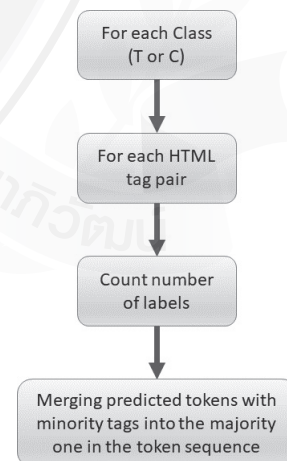 For each Class
(T or C)
For each HTML
tag pair
Count number
of labels
Merging predicted tokens with
minority tags into the majority
one in the token sequence